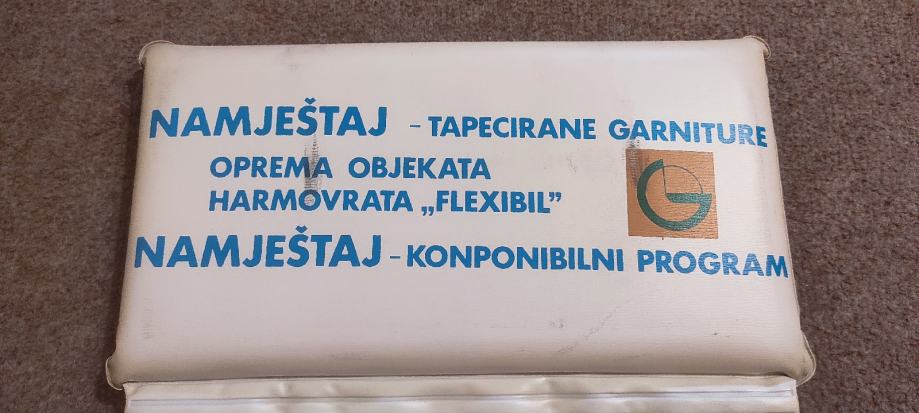 NAMJEŠTAJ - TAPECIRANE GARNITURE
OPREMA OBJEKATA
HARMOVRATA „FLEXIBIL”
NAMJEŠTAJ - KONPONIBILNI PROGRAM